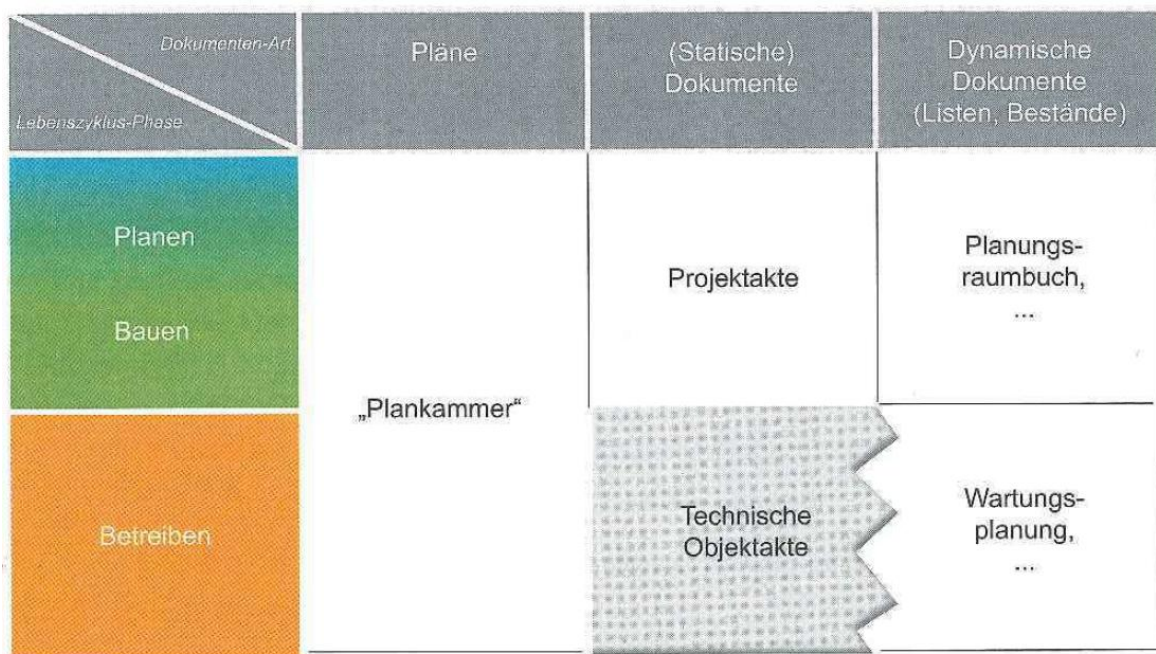 Dokumenten-Art
Lebenszyklus-Phase
Pläne
(Statische)
Dokumente
Dynamische
Dokumente
(Listen, Bestände)
Planen
Bauen
Betreiben
„Plankammer“
Projektakte
Planungs-
raumbuch,
...
Technische
Objektakte
Wartungs-
planung,
...